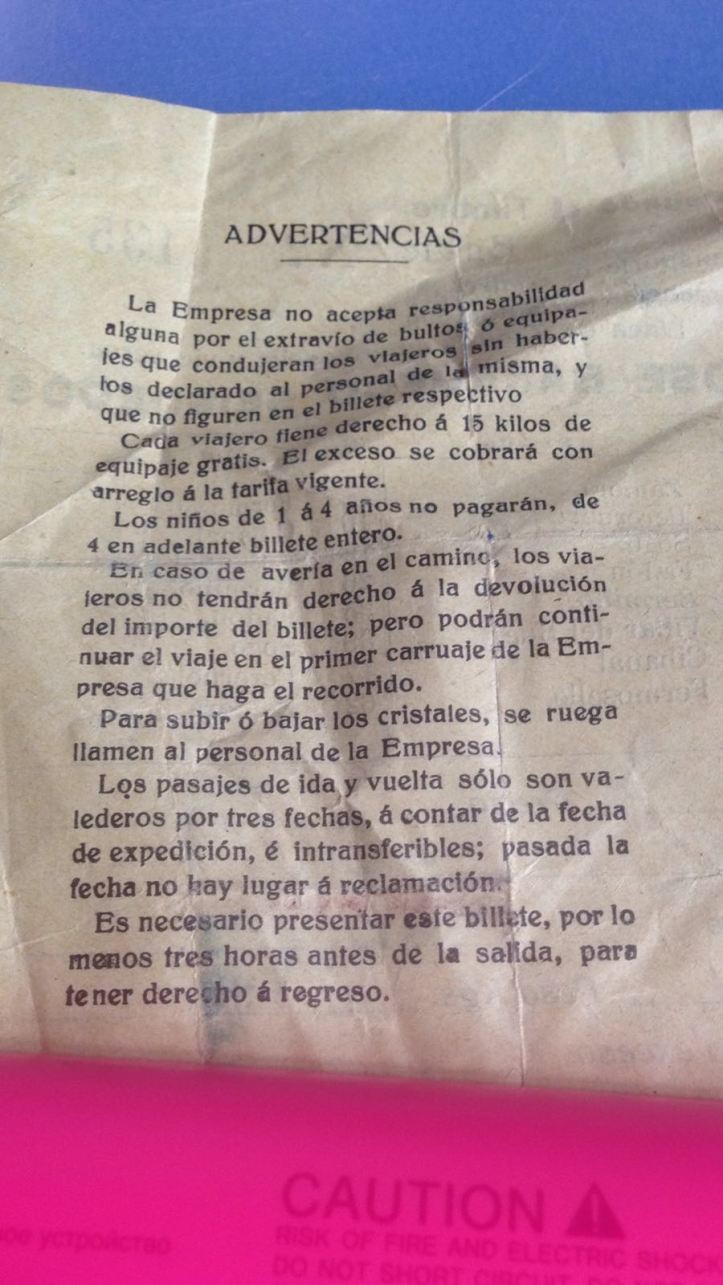 ADVERTENCIAS
La Empresa no acepta responsabilidad
alguna por el extravío de bultos ó equipa-
jes que condujeran los viajeros sin haber-
los declarado al personal de la misma, y
que no figuren en el billete respectivo
Cada viajero tiene derecho á 15 kilos de
equipaje gratis. El exceso se cobrará con
arreglo á la tarifa vigente.
Los niños de 1 á 4 años no pagarán, de
4 en adelante billete entero.
En caso de avería en el camino, los via-
jeros no tendrán derecho á la devolución
del importe del billete; pero podrán conti-
nuar el viaje en el primer carruaje de la Em-
presa que haga el recorrido.
Para subir ó bajar los cristales, se ruega
llamen al personal de la Empresa.
Los pasajes de ida y vuelta sólo son va-
lederos por tres fechas, á contar de la fecha
de expedición, é intransferibles; pasada la
fecha no hay lugar á reclamación.
Es necesario presentar este billete, por lo
menos tres horas antes de la salida, para
tener derecho á regreso.
CAUTION
ное устройство
RISK OF FIRE AND ELECTRIC SHOCK
DO NOT SHORT CIRCUIT